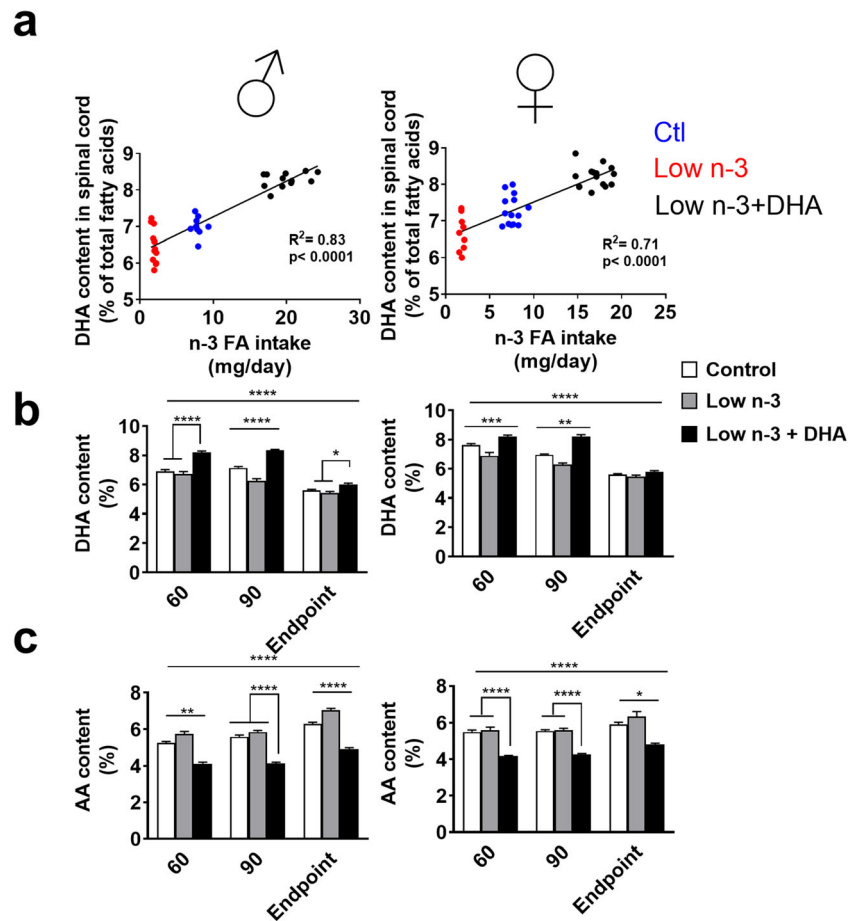 a
DHA content in spinal cord
(% of total fatty acids)
9
8
7
6
5
R²= 0.83
p< 0.0001
0
10
20
30
n-3 FA intake
(mg/day)
DHA content in spinal cord
(% of total fatty acids)
9
8
7
6
5
R²= 0.71
p< 0.0001
0
5
10
15
20
25
n-3 FA intake
(mg/day)
Ctl
Low n-3
Low n-3+DHA
Control
Low n-3
Low n-3 + DHA
b
DHA content
(%)
10
8
6
4
2
0
****
****
****
*
60
90
Endpoint
DHA content
(%)
10
8
6
4
2
0
****
***
**
60
90
Endpoint
c
AA content
(%)
8
6
4
2
0
****
**
****
****
60
90
Endpoint
AA content
(%)
8
6
4
2
0
****
****
****
*
60
90
Endpoint